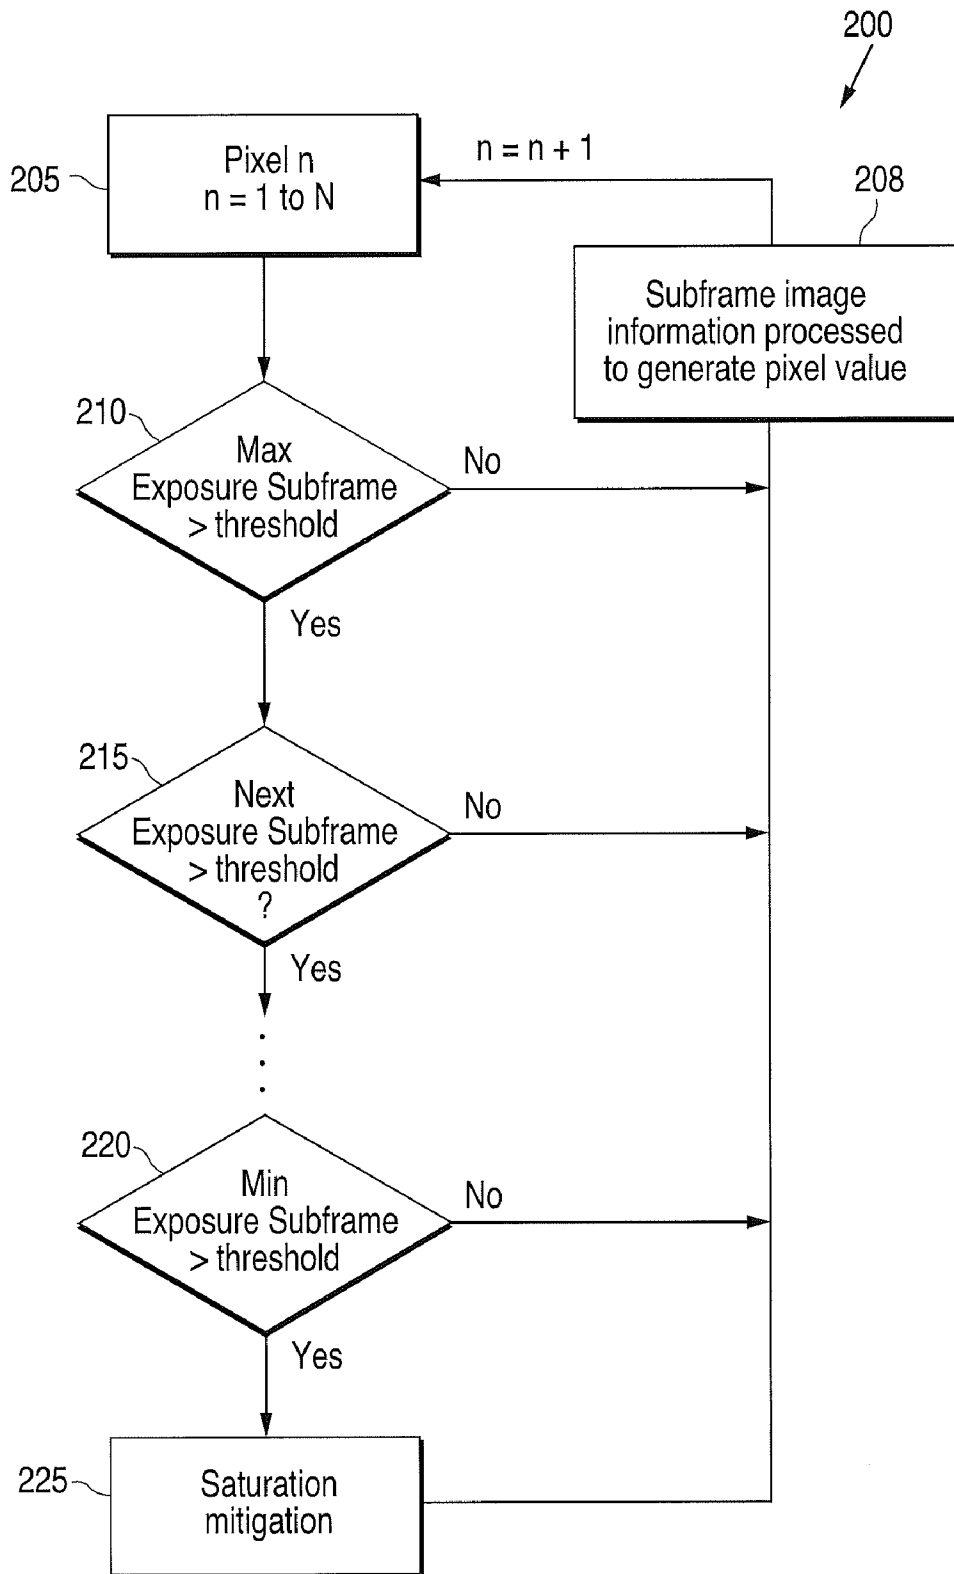 200
205
Pixel n
n = 1 to N
n = n + 1
208
Subframe image
information processed
to generate pixel value
210
Max
Exposure Subframe
> threshold
No
Yes
215
Next
Exposure Subframe
> threshold
?
No
Yes
220
Min
Exposure Subframe
> threshold
No
Yes
225
Saturation
mitigation